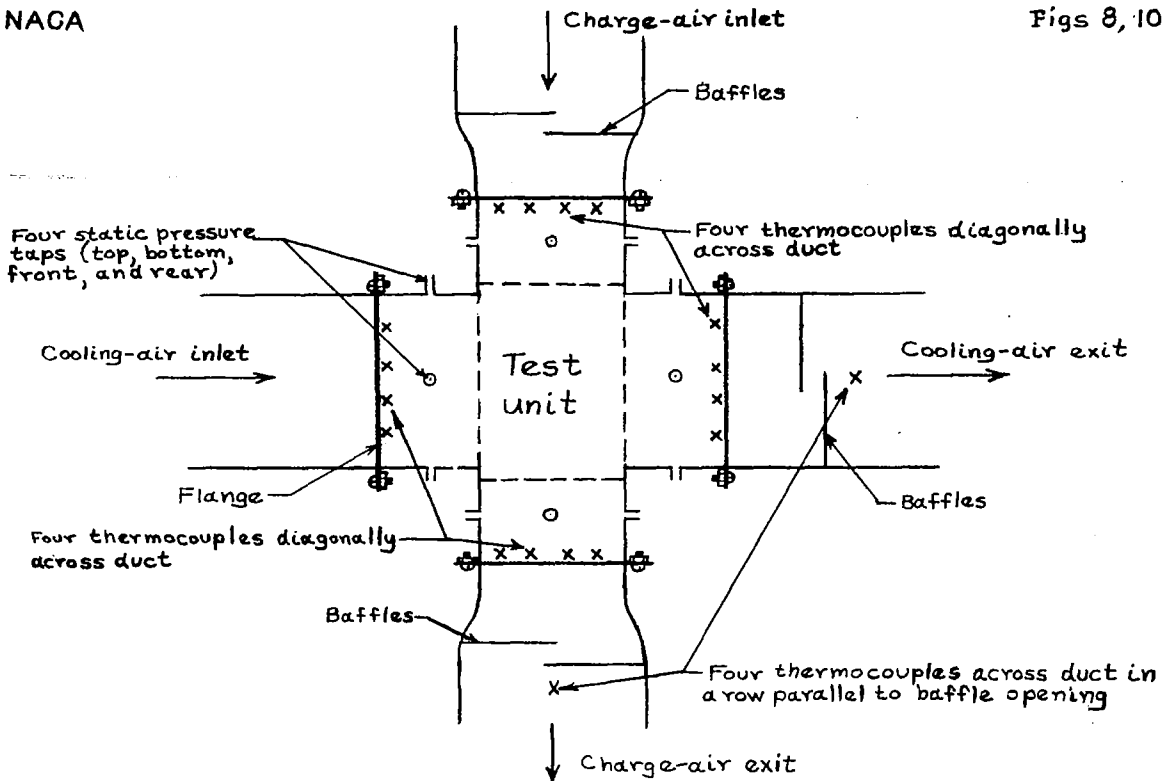 NACA
Figs 8, 10
Charge-air inlet
Baffles
Four static pressure
taps (top, bottom,
front, and rear)
Four thermocouples diagonally
across duct
Cooling-air inlet
Test
unit
Cooling-air exit
Flange
Baffles
Four thermocouples diagonally
across duct
Baffles
Four thermocouples across duct in
a row parallel to baffle opening
Charge-air exit